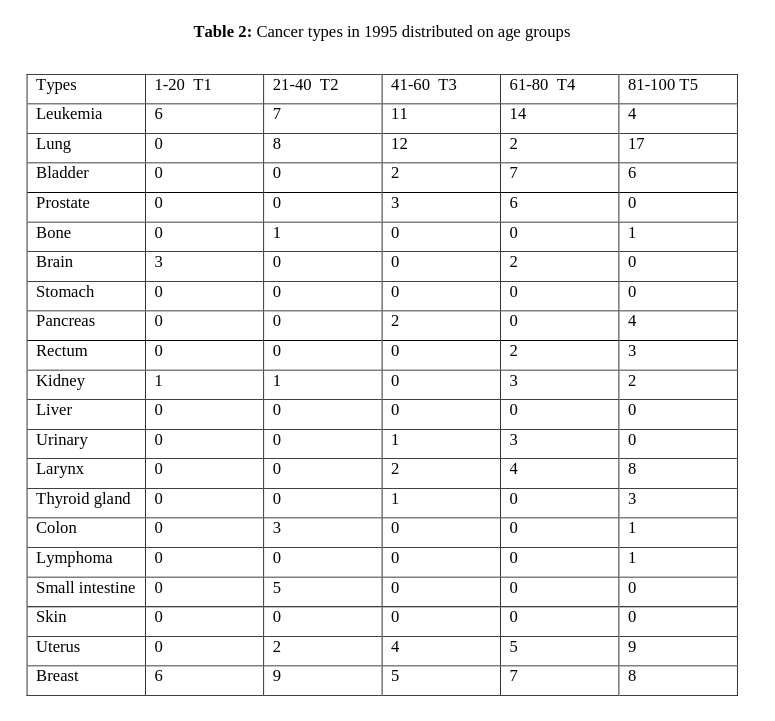 Table 2: Cancer types in 1995 distributed on age groups
Types 1-20 T1 21-40 T2 41-60 T3 61-80 T4 81-100 T5
Leukemia 6 7 11 14 4
Lung 0 8 12 2 17
Bladder 0 0 2 7 6
Prostate 0 0 3 6 0
Bone 0 1 0 0 1
Brain 3 0 0 2 0
Stomach 0 0 0 0 0
Pancreas 0 0 2 0 4
Rectum 0 0 0 2 3
Kidney 1 1 0 3 2
Liver 0 0 0 0 0
Urinary 0 0 1 3 0
Larynx 0 0 2 4 8
Thyroid gland 0 0 1 0 3
Colon 0 3 0 0 1
Lymphoma 0 0 0 0 1
Small intestine 0 5 0 0 0
Skin 0 0 0 0 0
Uterus 0 2 4 5 9
Breast 6 9 5 7 8